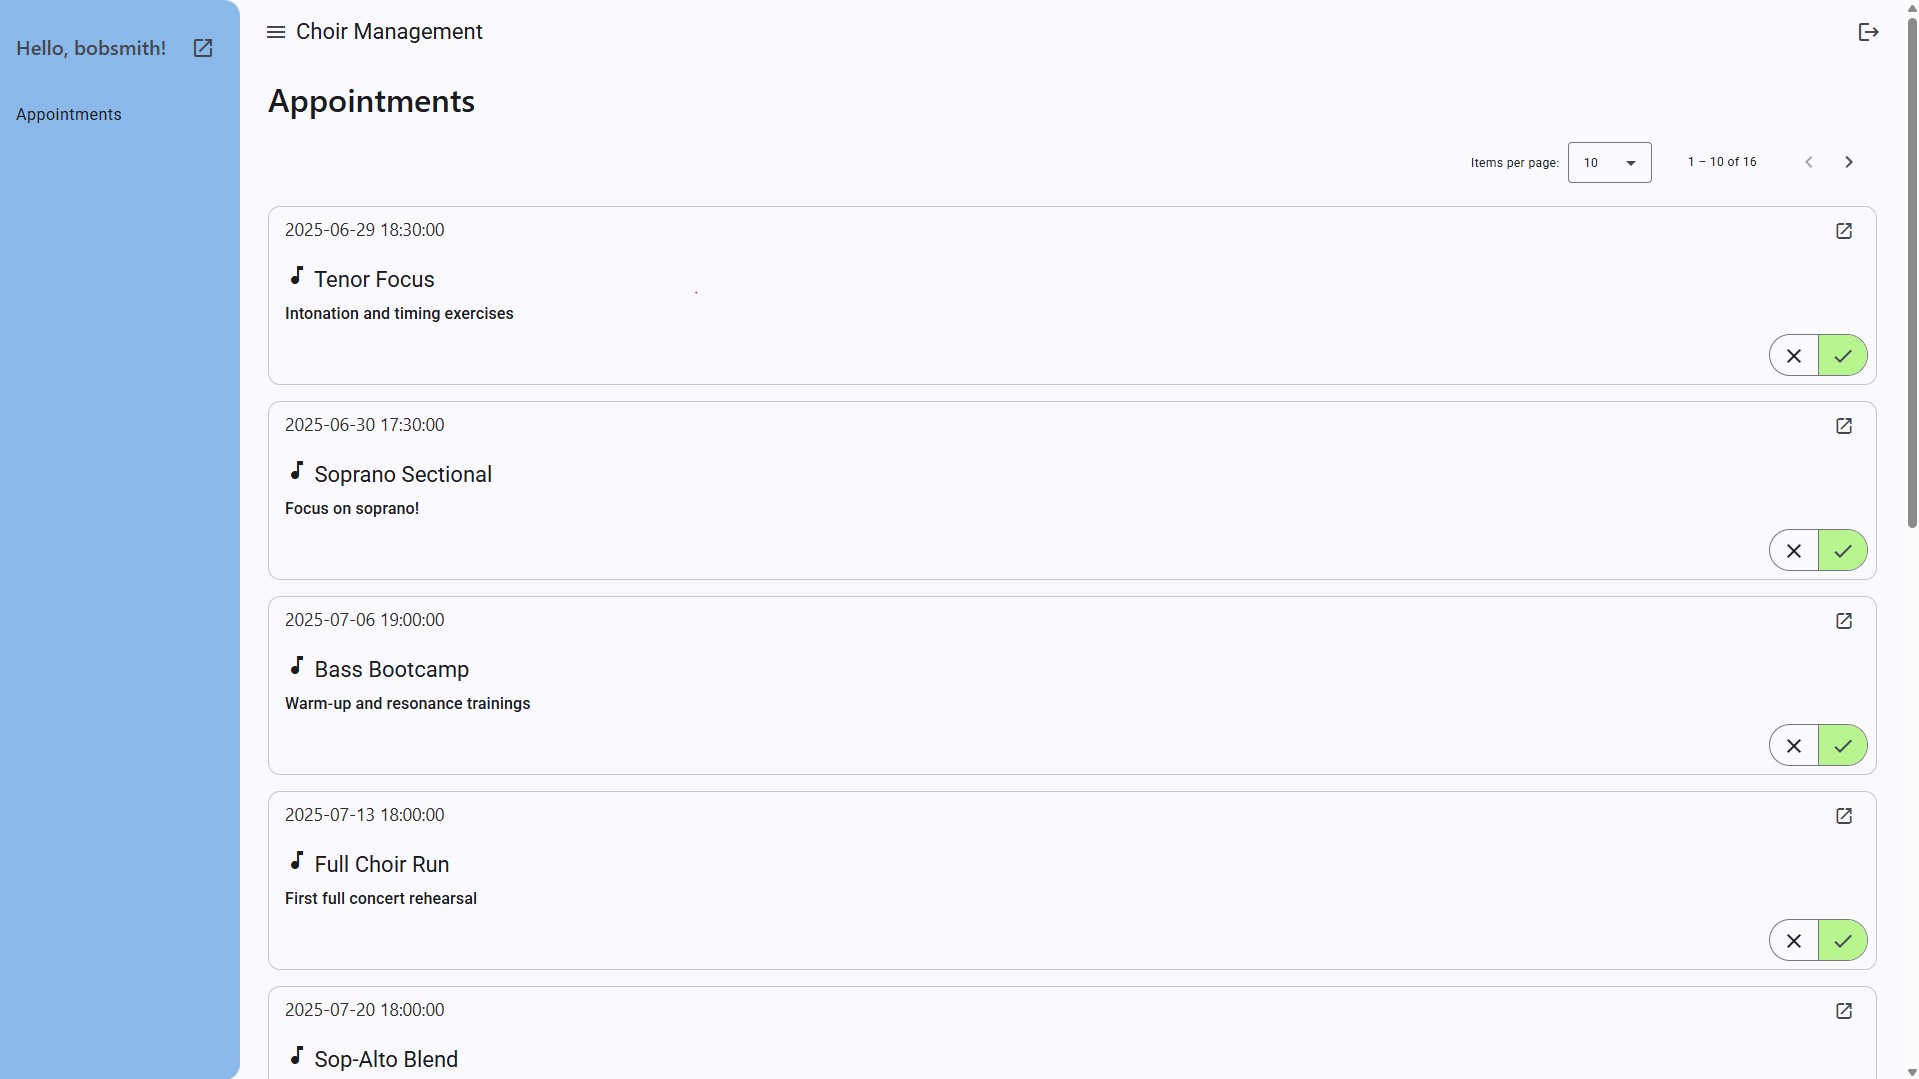 Hello, bobsmith!
Appointments
Choir Management
Appointments
Items per page: 10 1 – 10 of 16
2025-06-29 18:30:00
Tenor Focus
Intonation and timing exercises
2025-06-30 17:30:00
Soprano Sectional
Focus on soprano!
2025-07-06 19:00:00
Bass Bootcamp
Warm-up and resonance trainings
2025-07-13 18:00:00
Full Choir Run
First full concert rehearsal
2025-07-20 18:00:00
Sop-Alto Blend